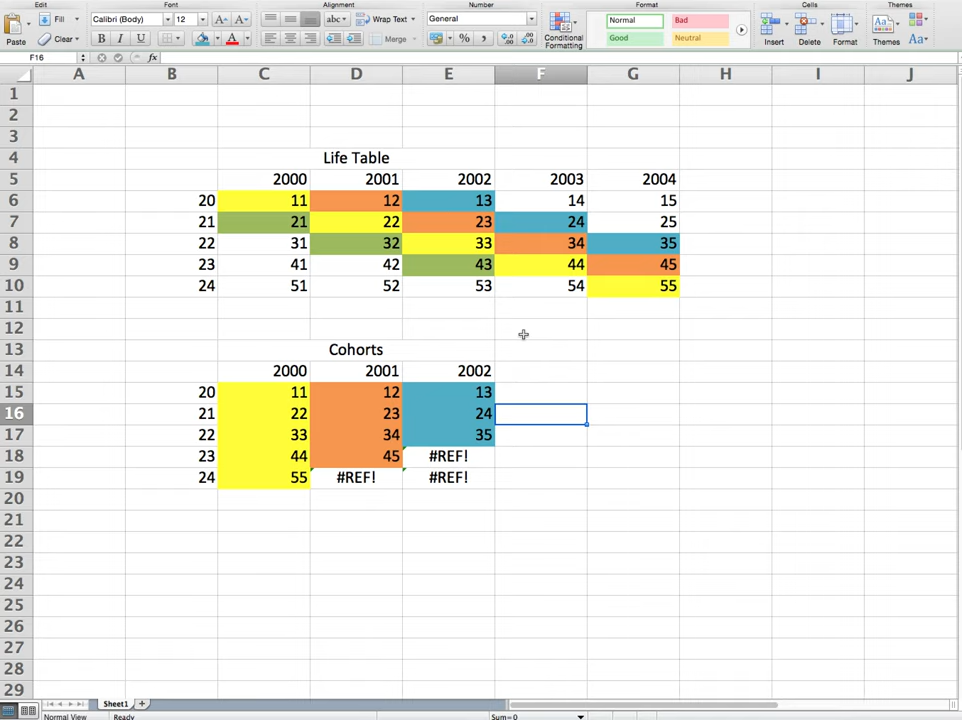 Edit Font Alignment Number Format Cells Themes
Calibri (Body) 12 A A abc Wrap Text General Normal Bad
Paste Fill Clear B I U A Merge % , .0 .00 Conditional Formatting Good Neutral Insert Delete Format Themes Aa
F16 fx
A B C D E F G H I J
1
2
3
4 Life Table
5 2000 2001 2002 2003 2004
6 20 11 12 13 14 15
7 21 21 22 23 24 25
8 22 31 32 33 34 35
9 23 41 42 43 44 45
10 24 51 52 53 54 55
11
12
13 Cohorts
14 2000 2001 2002
15 20 11 12 13
16 21 22 23 24
17 22 33 34 35
18 23 44 45 #REF!
19 24 55 #REF! #REF!
20
21
22
23
24
25
26
27
28
29
Sheet1 +
Normal View Ready Sum=0